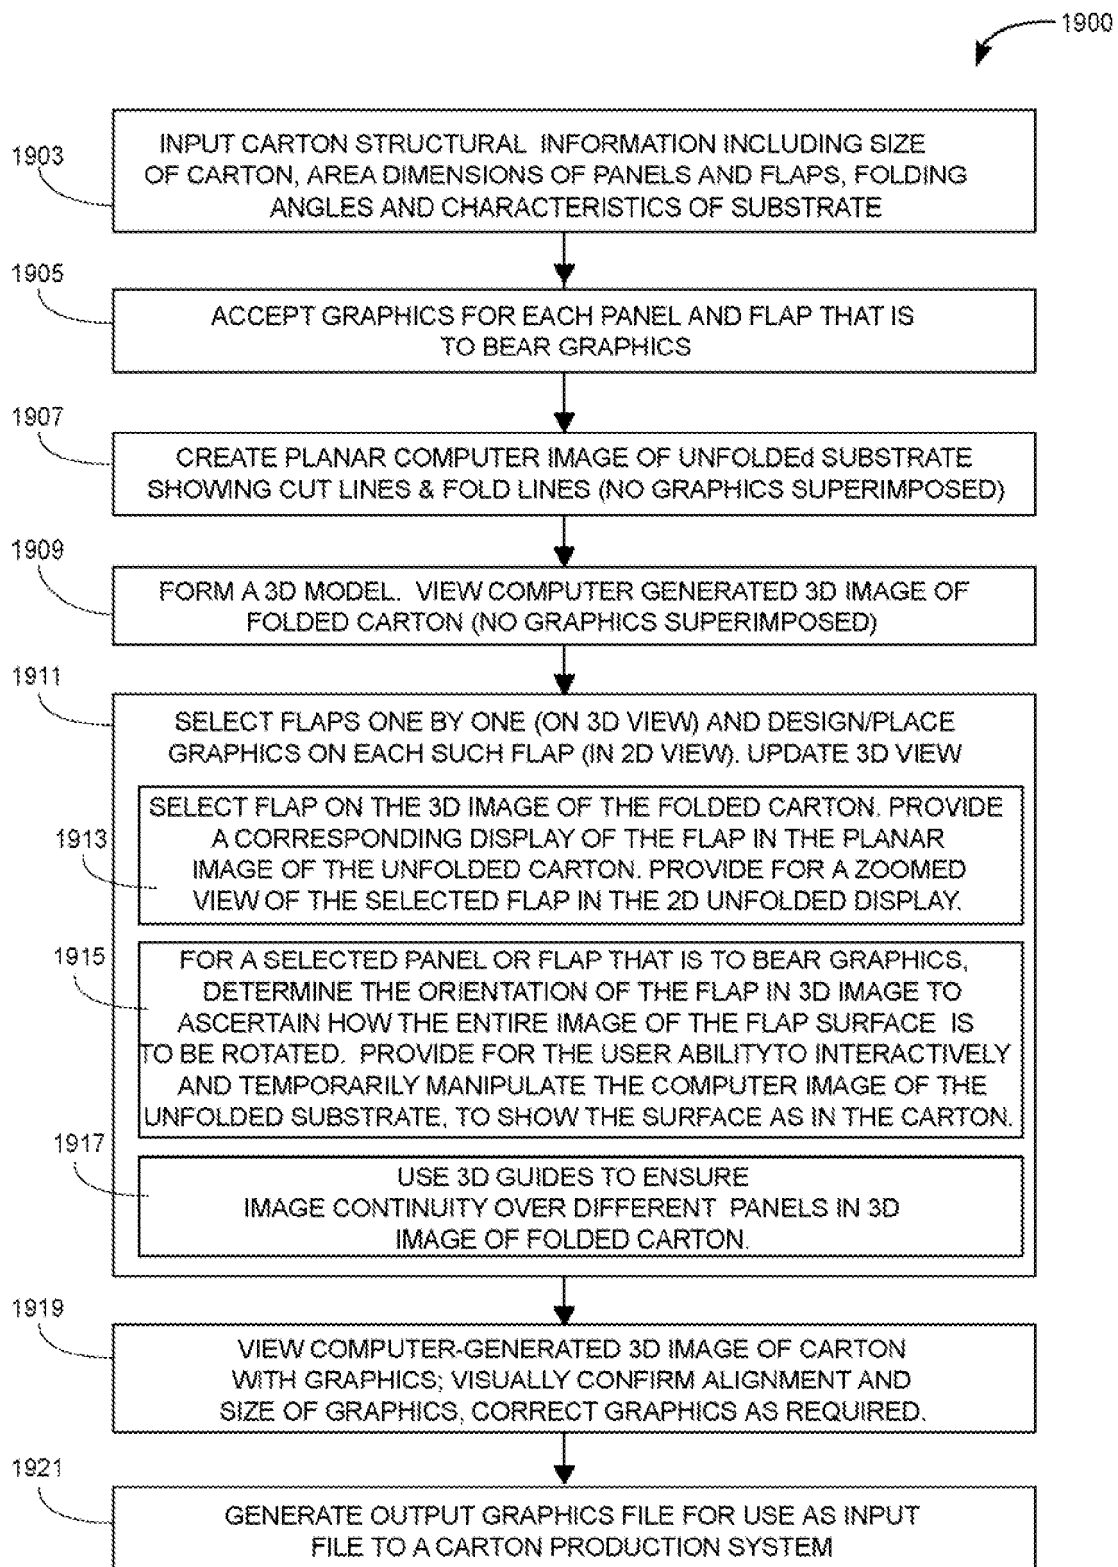 1900
1903
INPUT CARTON STRUCTURAL INFORMATION INCLUDING SIZE
OF CARTON, AREA DIMENSIONS OF PANELS AND FLAPS, FOLDING
ANGLES AND CHARACTERISTICS OF SUBSTRATE
1905
ACCEPT GRAPHICS FOR EACH PANEL AND FLAP THAT IS
TO BEAR GRAPHICS
1907
CREATE PLANAR COMPUTER IMAGE OF UNFOLDEd SUBSTRATE
SHOWING CUT LINES & FOLD LINES (NO GRAPHICS SUPERIMPOSED)
1909
FORM A 3D MODEL. VIEW COMPUTER GENERATED 3D IMAGE OF
FOLDED CARTON (NO GRAPHICS SUPERIMPOSED)
1911
SELECT FLAPS ONE BY ONE (ON 3D VIEW) AND DESIGN/PLACE
GRAPHICS ON EACH SUCH FLAP (IN 2D VIEW). UPDATE 3D VIEW
1913
SELECT FLAP ON THE 3D IMAGE OF THE FOLDED CARTON. PROVIDE
A CORRESPONDING DISPLAY OF THE FLAP IN THE PLANAR
IMAGE OF THE UNFOLDED CARTON. PROVIDE FOR A ZOOMED
VIEW OF THE SELECTED FLAP IN THE 2D UNFOLDED DISPLAY.
1915
FOR A SELECTED PANEL OR FLAP THAT IS TO BEAR GRAPHICS,
DETERMINE THE ORIENTATION OF THE FLAP IN 3D IMAGE TO
ASCERTAIN HOW THE ENTIRE IMAGE OF THE FLAP SURFACE IS
TO BE ROTATED. PROVIDE FOR THE USER ABILITYTO INTERACTIVELY
AND TEMPORARILY MANIPULATE THE COMPUTER IMAGE OF THE
UNFOLDED SUBSTRATE, TO SHOW THE SURFACE AS IN THE CARTON.
1917
USE 3D GUIDES TO ENSURE
IMAGE CONTINUITY OVER DIFFERENT PANELS IN 3D
IMAGE OF FOLDED CARTON.
1919
VIEW COMPUTER-GENERATED 3D IMAGE OF CARTON
WITH GRAPHICS; VISUALLY CONFIRM ALIGNMENT AND
SIZE OF GRAPHICS, CORRECT GRAPHICS AS REQUIRED.
1921
GENERATE OUTPUT GRAPHICS FILE FOR USE AS INPUT
FILE TO A CARTON PRODUCTION SYSTEM